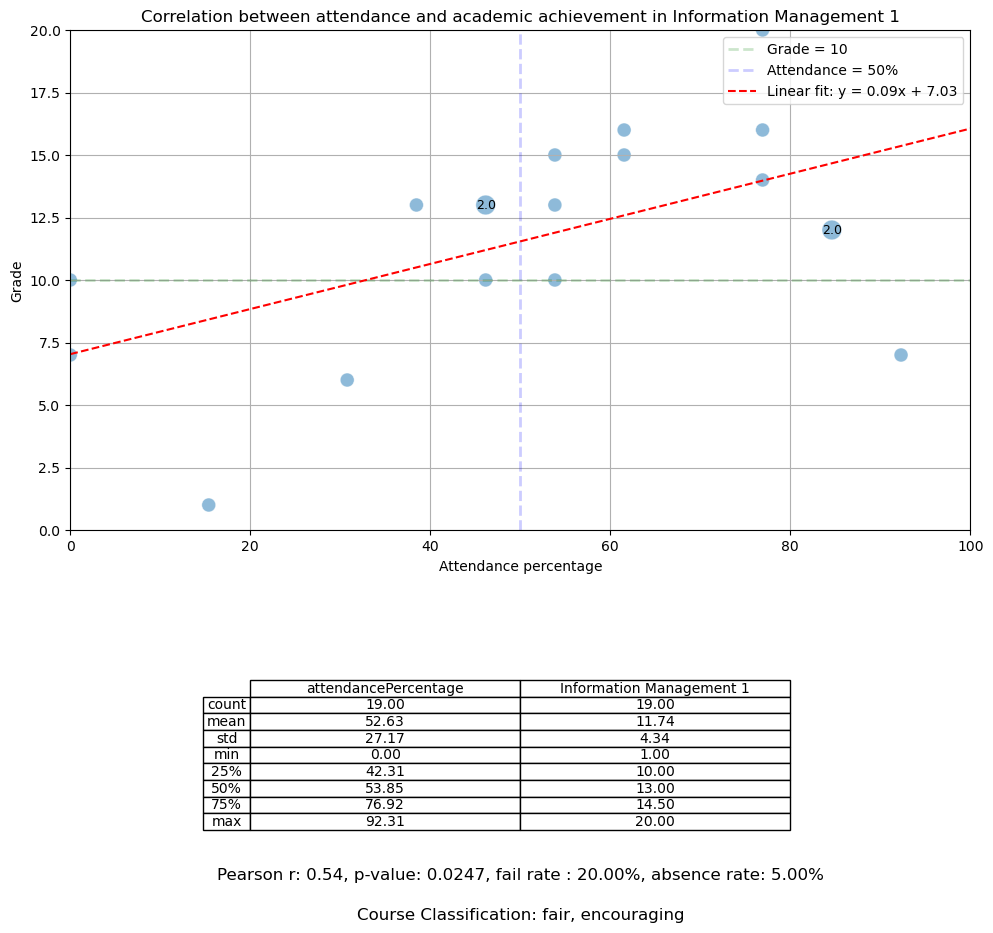 Correlation between attendance and academic achievement in Information Management 1
Grade = 10
Attendance = 50%
Linear fit: y = 0.09x + 7.03
20.0
17.5
15.0
12.5
10.0
7.5
5.0
2.5
0.0
Grade
2.0
2.0
0 20 40 60 80 100
Attendance percentage
attendancePercentage Information Management 1
count 19.00 19.00
mean 52.63 11.74
std 27.17 4.34
min 0.00 1.00
25% 42.31 10.00
50% 53.85 13.00
75% 76.92 14.50
max 92.31 20.00
Pearson r: 0.54, p-value: 0.0247, fail rate : 20.00%, absence rate: 5.00%
Course Classification: fair, encouraging